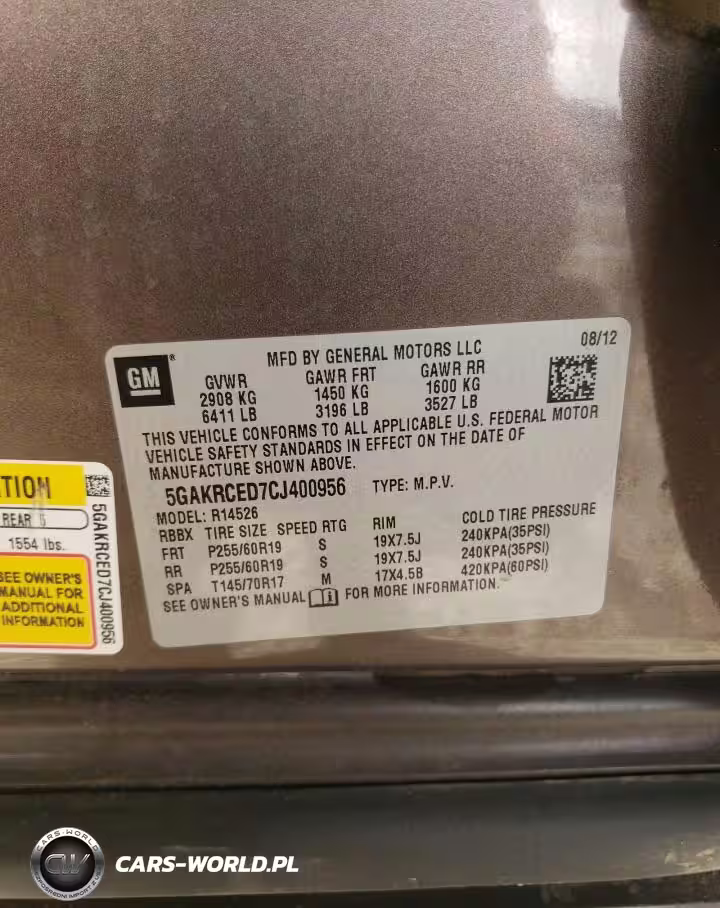 08/12
GM®
MFD BY GENERAL MOTORS LLC
GVWR GAWR FRT GAWR RR
2908 KG 1450 KG 1600 KG
6411 LB 3196 LB 3527 LB
THIS VEHICLE CONFORMS TO ALL APPLICABLE U.S. FEDERAL MOTOR
VEHICLE SAFETY STANDARDS IN EFFECT ON THE DATE OF
MANUFACTURE SHOWN ABOVE.
5GAKRCED7CJ400956 TYPE: M.P.V.
MODEL: R14526
RBBX TIRE SIZE SPEED RTG RIM COLD TIRE PRESSURE
FRT P255/60R19 S 19X7.5J 240KPA(35PSI)
RR P255/60R19 S 19X7.5J 240KPA(35PSI)
SPA T145/70R17 M 17X4.5B 420KPA(60PSI)
SEE OWNER'S MANUAL FOR MORE INFORMATION.
TION
REAR
1554 lbs.
SEE OWNER'S
MANUAL FOR
ADDITIONAL
INFORMATION
5GAKRCED7CJ400956
CARS-WORLD
CW
CARS-WORLD.PL